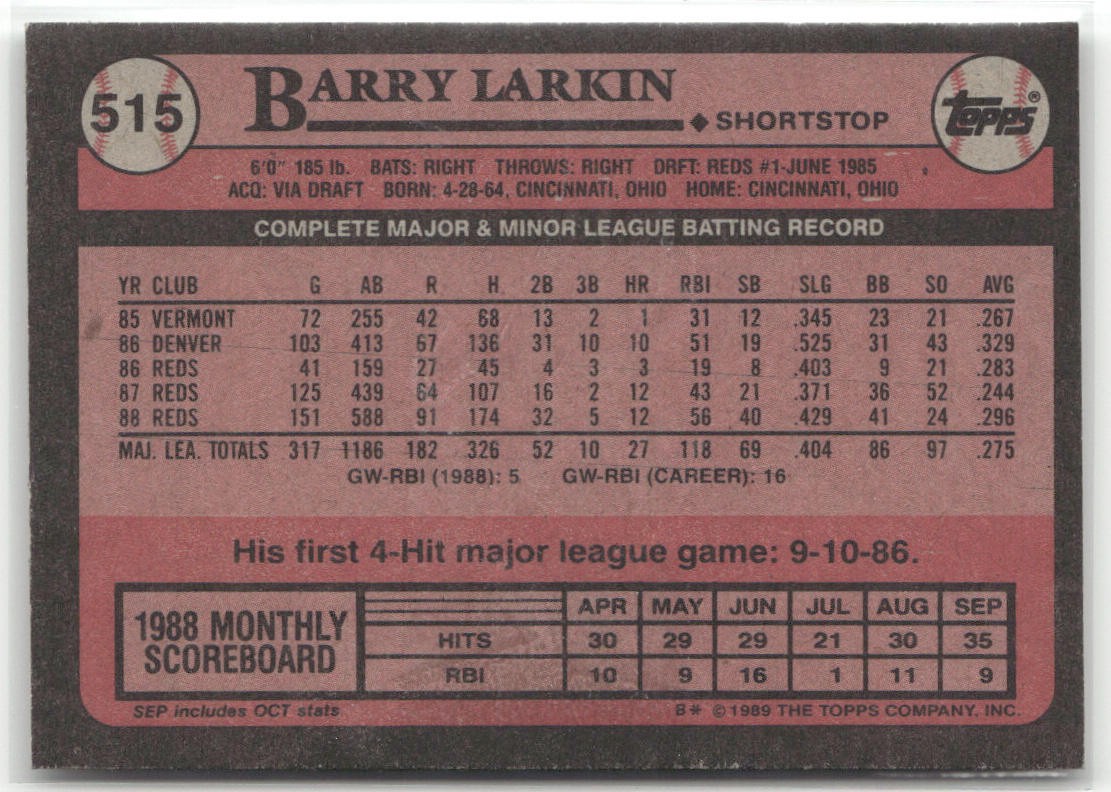 515
BARRY LARKIN
◆ SHORTSTOP
TOPPS®
6'0" 185 lb. BATS: RIGHT THROWS: RIGHT DRFT: REDS #1-JUNE 1985
ACQ: VIA DRAFT BORN: 4-28-64, CINCINNATI, OHIO HOME: CINCINNATI, OHIO
COMPLETE MAJOR & MINOR LEAGUE BATTING RECORD
YR CLUB G AB R H 2B 3B HR RBI SB SLG BB SO AVG
85 VERMONT 72 255 42 68 13 2 1 31 12 .345 23 21 .267
86 DENVER 103 413 67 136 31 10 10 51 19 .525 31 43 .329
86 REDS 41 159 27 45 4 3 3 19 8 .403 9 21 .283
87 REDS 125 439 64 107 16 2 12 43 21 .371 36 52 .244
88 REDS 151 588 91 174 32 5 12 56 40 .429 41 24 .296
MAJ. LEA. TOTALS 317 1186 182 326 52 10 27 118 69 .404 86 97 .275
GW-RBI (1988): 5 GW-RBI (CAREER): 16
His first 4-Hit major league game: 9-10-86.
1988 MONTHLY
SCOREBOARD
APR MAY JUN JUL AUG SEP
HITS 30 29 29 21 30 35
RBI 10 9 16 1 11 9
SEP includes OCT stats
B* © 1989 THE TOPPS COMPANY, INC.